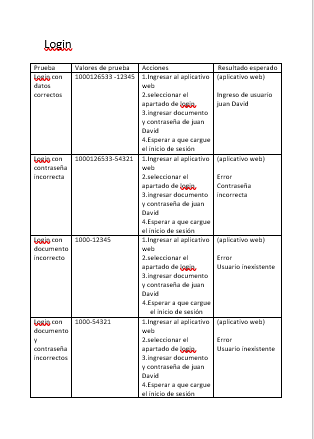 Login
Prueba Valores de prueba Acciones Resultado esperado
Login con datos correctos
1000126533 -12345
1.Ingresar al aplicativo
web
2.seleccionar el
apartado de login
3.ingresar documento
y contraseña de juan
David
4.Esperar a que cargue
el inicio de sesión
(aplicativo web)
Ingreso de usuario
juan David
Login con
contraseña
incorrecta
1000126533-54321
1.Ingresar al aplicativo
web
2.seleccionar el
apartado de login
3.ingresar documento
y contraseña de juan
David
4.Esperar a que cargue
el inicio de sesión
(aplicativo web)
Error
Contraseña
incorrecta
Login con
documento
incorrecto
1000-12345
1.Ingresar al aplicativo
web
2.seleccionar el
apartado de login
3.ingresar documento
y contraseña de juan
David
4.Esperar a que cargue
el inicio de sesión
(aplicativo web)
Error
Usuario inexistente
Login con
documento
y
contraseña
incorrectos
1000-54321
1.Ingresar al aplicativo
web
2.seleccionar el
apartado de login
3.ingresar documento
y contraseña de juan
David
4.Esperar a que cargue
el inicio de sesión
(aplicativo web)
Error
Usuario inexistente